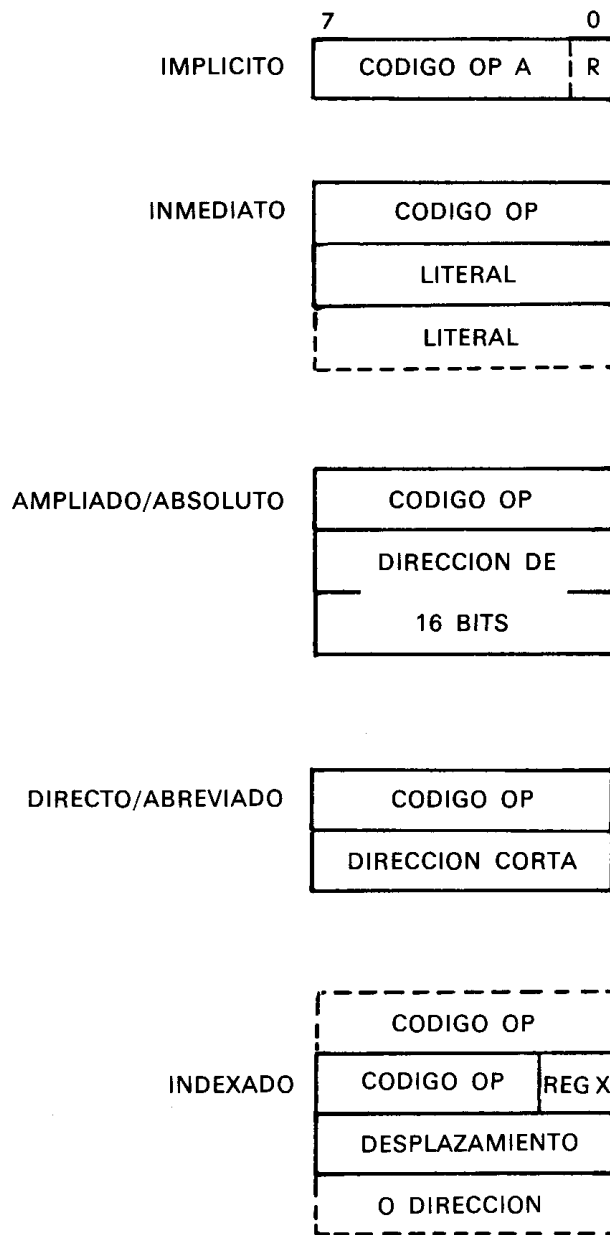 7 0
IMPLICITO CODIGO OP A R
INMEDIATO CODIGO OP
LITERAL
LITERAL
AMPLIADO/ABSOLUTO CODIGO OP
DIRECCION DE
16 BITS
DIRECTO/ABREVIADO CODIGO OP
DIRECCION CORTA
CODIGO OP
INDEXADO CODIGO OP REG X
DESPLAZAMIENTO
O DIRECCION